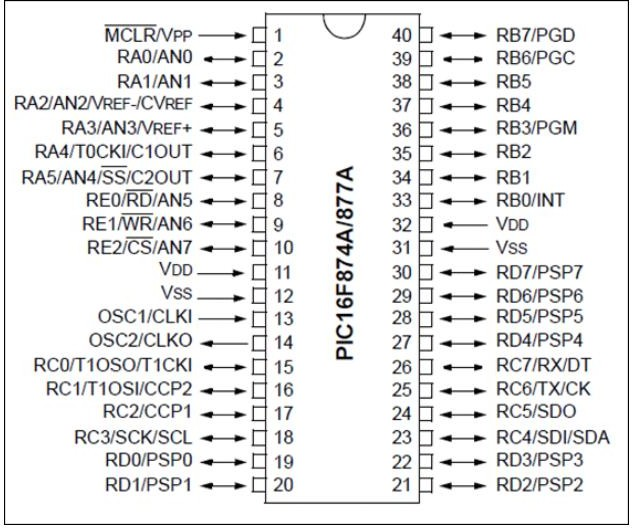 MCLR/VPP 1 40 RB7/PGD
RA0/AN0 2 39 RB6/PGC
RA1/AN1 3 38 RB5
RA2/AN2/VREF-/CVREF 4 37 RB4
RA3/AN3/VREF+ 5 36 RB3/PGM
RA4/T0CKI/C1OUT 6 35 RB2
RA5/AN4/SS/C2OUT 7 34 RB1
RE0/RD/AN5 8 33 RB0/INT
RE1/WR/AN6 9 32 VDD
RE2/CS/AN7 10 31 VSS
VDD 11 30 RD7/PSP7
VSS 12 29 RD6/PSP6
OSC1/CLKI 13 28 RD5/PSP5
OSC2/CLKO 14 27 RD4/PSP4
RC0/T1OSO/T1CKI 15 26 RC7/RX/DT
RC1/T1OSI/CCP2 16 25 RC6/TX/CK
RC2/CCP1 17 24 RC5/SDO
RC3/SCK/SCL 18 23 RC4/SDI/SDA
RD0/PSP0 19 22 RD3/PSP3
RD1/PSP1 20 21 RD2/PSP2
PIC16F874A/877A